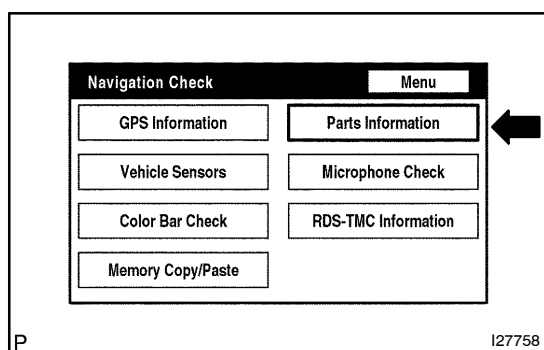 Navigation Check Menu
GPS Information Parts Information
Vehicle Sensors Microphone Check
Color Bar Check RDS-TMC Information
Memory Copy/Paste
P I27758